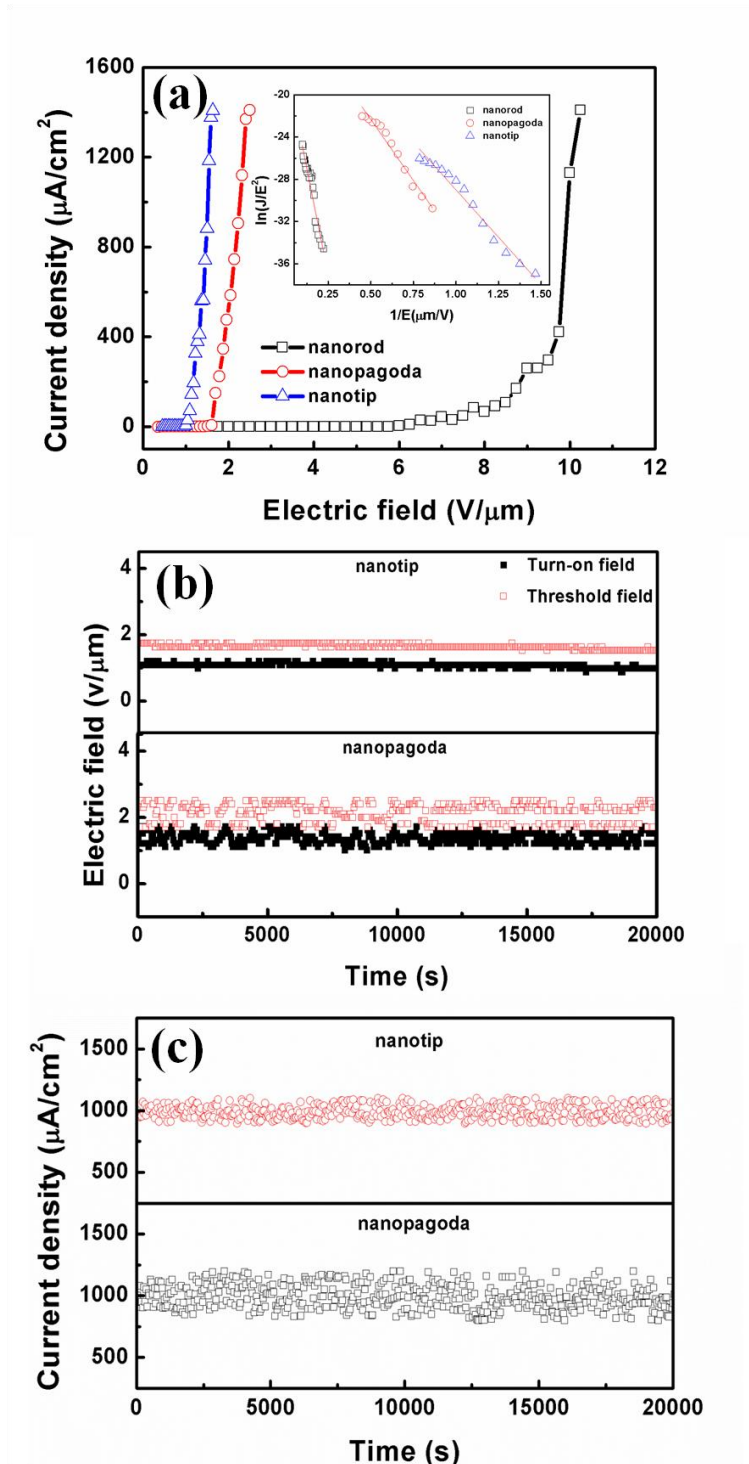 (a)
1600
1200
800
400
0
Current density (μA/cm²)
0 2 4 6 8 10 12
Electric field (V/μm)
nanorod
nanopagoda
nanotip
-20
-24
-28
-32
-36
ln(J/E²)
0.25 0.50 0.75 1.00 1.25 1.50
1/E(μm/V)
nanorod
nanopagoda
nanotip
(b)
nanotip
Turn-on field
Threshold field
4
2
0
nanopagoda
4
2
0
Electric field (v/μm)
0 5000 10000 15000 20000
Time (s)
(c)
nanotip
1500
1000
500
nanopagoda
1500
1000
500
Current density (μA/cm²)
0 5000 10000 15000 20000
Time (s)